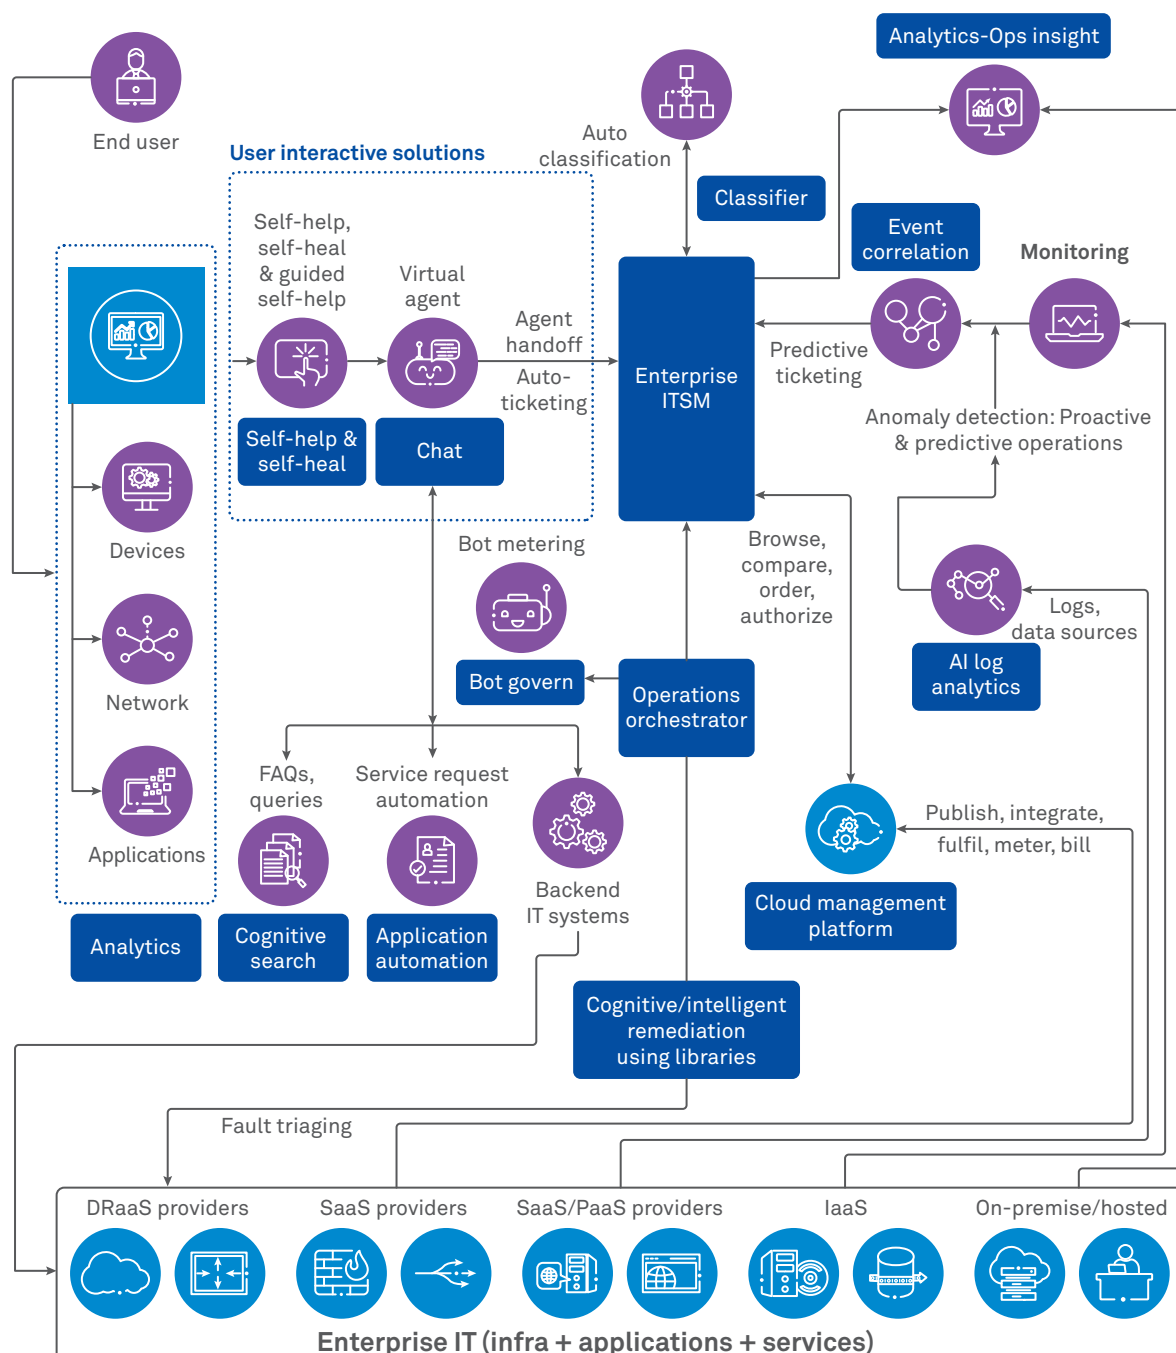 Analytics-Ops insight
End user
Auto
classification
User interactive solutions
Classifier
Self-help,
self-heal
& guided
self-help
Virtual
agent
Event
correlation
Monitoring
Agent
handoff
Auto-
ticketing
Enterprise
ITSM
Predictive
ticketing
Self-help &
self-heal
Chat
Anomaly detection: Proactive
& predictive operations
Devices
Bot metering
Browse,
compare,
order,
authorize
Logs,
data sources
AI log
analytics
Bot govern
Operations
orchestrator
Network
FAQs,
queries
Service request
automation
Publish, integrate,
fulfil, meter, bill
Applications
Backend
IT systems
Cloud management
platform
Analytics
Cognitive
search
Application
automation
Cognitive/intelligent
remediation
using libraries
Fault triaging
DRaaS providers
SaaS providers
SaaS/PaaS providers
IaaS
On-premise/hosted
Enterprise IT (infra + applications + services)